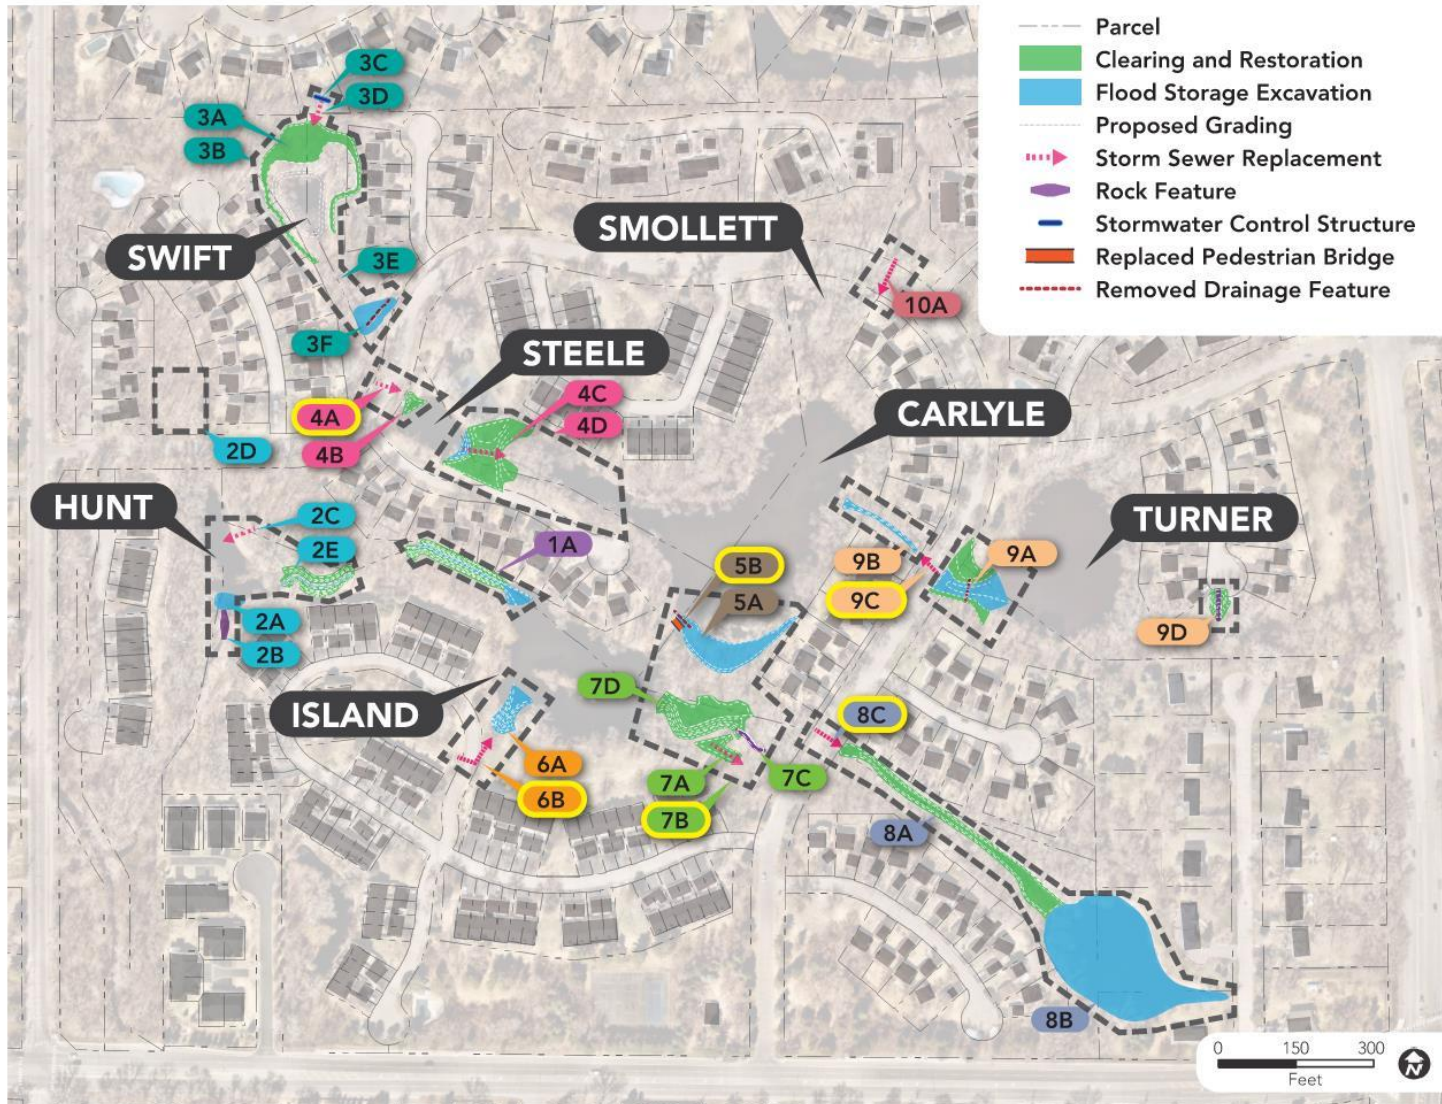 Parcel
Clearing and Restoration
Flood Storage Excavation
Proposed Grading
Storm Sewer Replacement
Rock Feature
Stormwater Control Structure
Replaced Pedestrian Bridge
Removed Drainage Feature
3C
3D
3A
3B
SWIFT
3E
3F
SMOLLETT
10A
STEELE
4C
4D
4A
4B
CARLYLE
2D
HUNT
2C
2E
1A
TURNER
5B
5A
9B
9A
9C
9D
2A
2B
ISLAND
7D
8C
6A
6B
7A
7C
7B
8A
8B
0 150 300
Feet
N